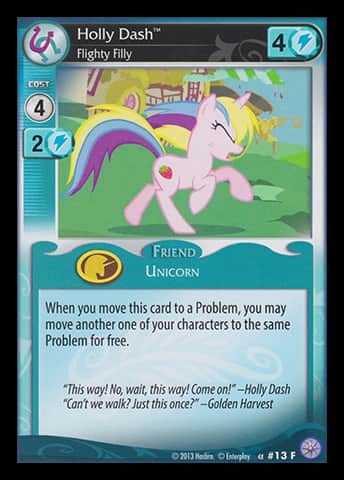 Holly Dash™
Flighty Filly
4
COST
4
2
FRIEND
UNICORN
When you move this card to a Problem, you may
move another one of your characters to the same
Problem for free.
“This way! No, wait, this way! Come on!” –Holly Dash
“Can’t we walk? Just this once?” –Golden Harvest
© 2013 Hasbro. © Enterplay. α #13 F